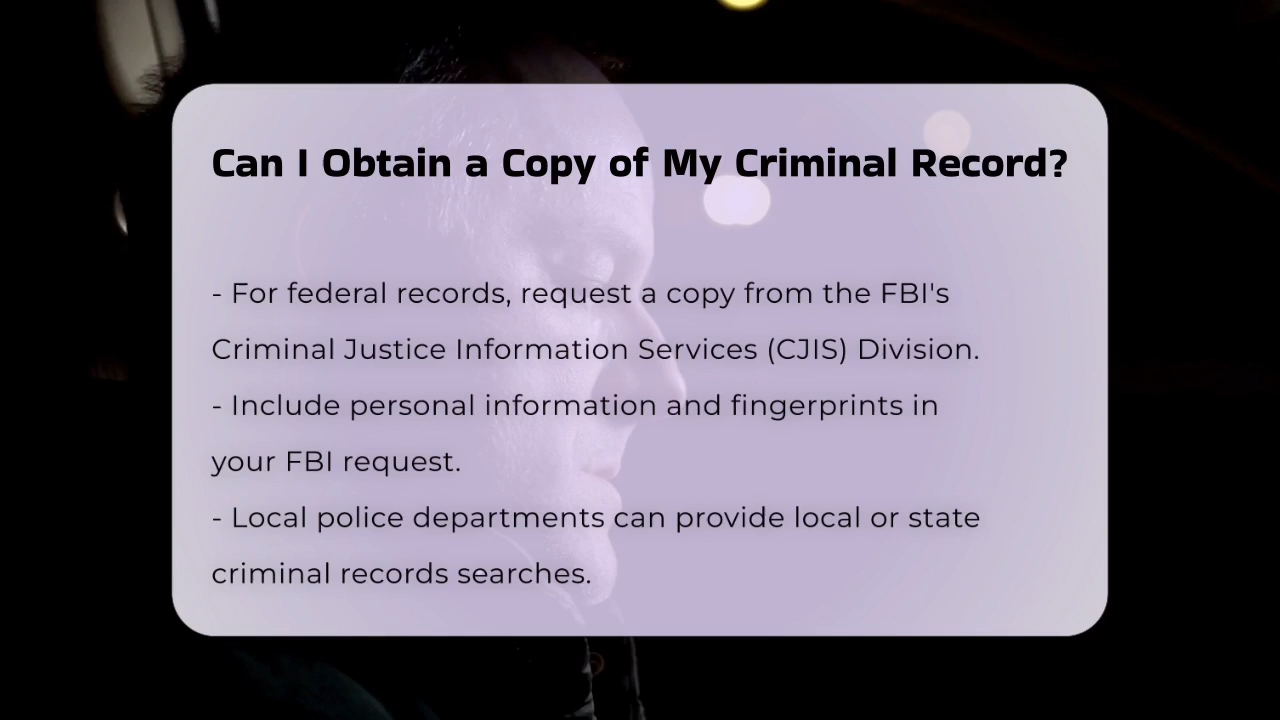 Can I Obtain a Copy of My Criminal Record?
- For federal records, request a copy from the FBI's
Criminal Justice Information Services (CJIS) Division.
- Include personal information and fingerprints in
your FBI request.
- Local police departments can provide local or state
criminal records searches.